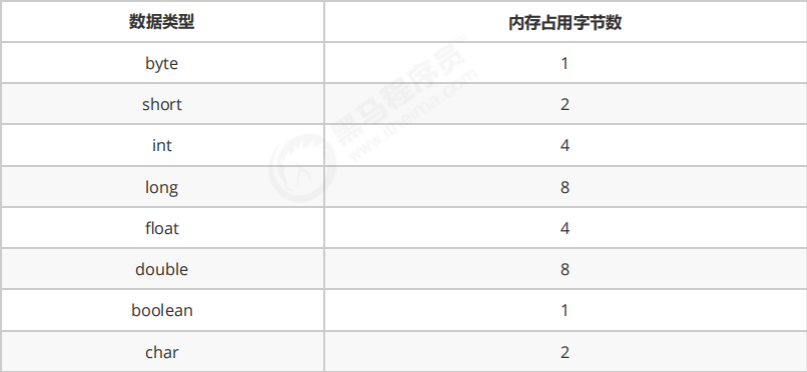 数据类型 内存占用字节数
byte 1
short 2
int 4
long 8
float 4
double 8
boolean 1
char 2
黑马程序员
www.itheima.com